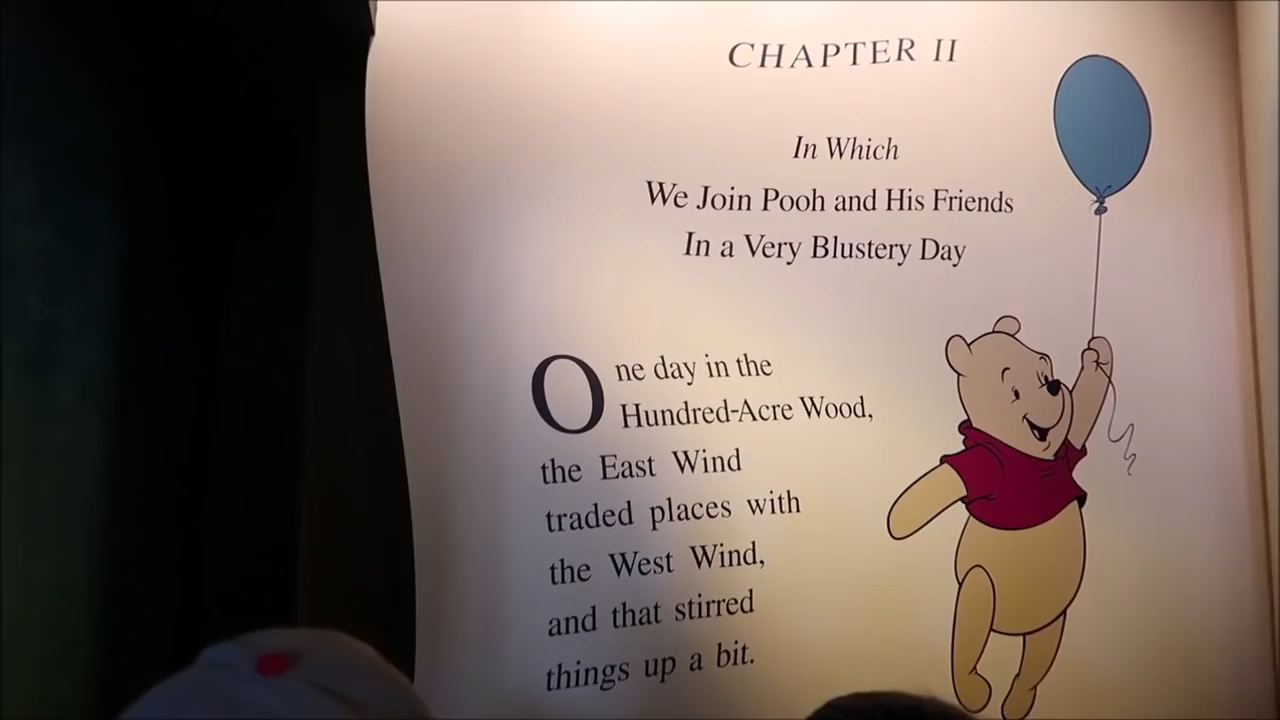 CHAPTER II
In Which
We Join Pooh and His Friends
In a Very Blustery Day
One day in the
Hundred-Acre Wood,
the East Wind
traded places with
the West Wind,
and that stirred
things up a bit.